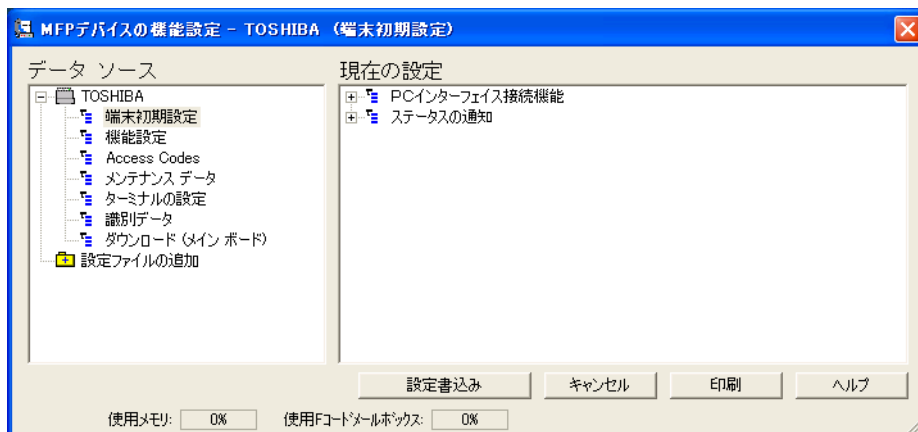 MFPデバイスの機能設定 - TOSHIBA （端末初期設定）
データ ソース
TOSHIBA
端末初期設定
機能設定
Access Codes
メンテナンス データ
ターミナルの設定
識別データ
ダウンロード (メイン ボード)
設定ファイルの追加
現在の設定
PCインターフェイス接続機能
ステータスの通知
設定書込み
キャンセル
印刷
ヘルプ
使用メモリ: 0%
使用Fコードメールボックス: 0%